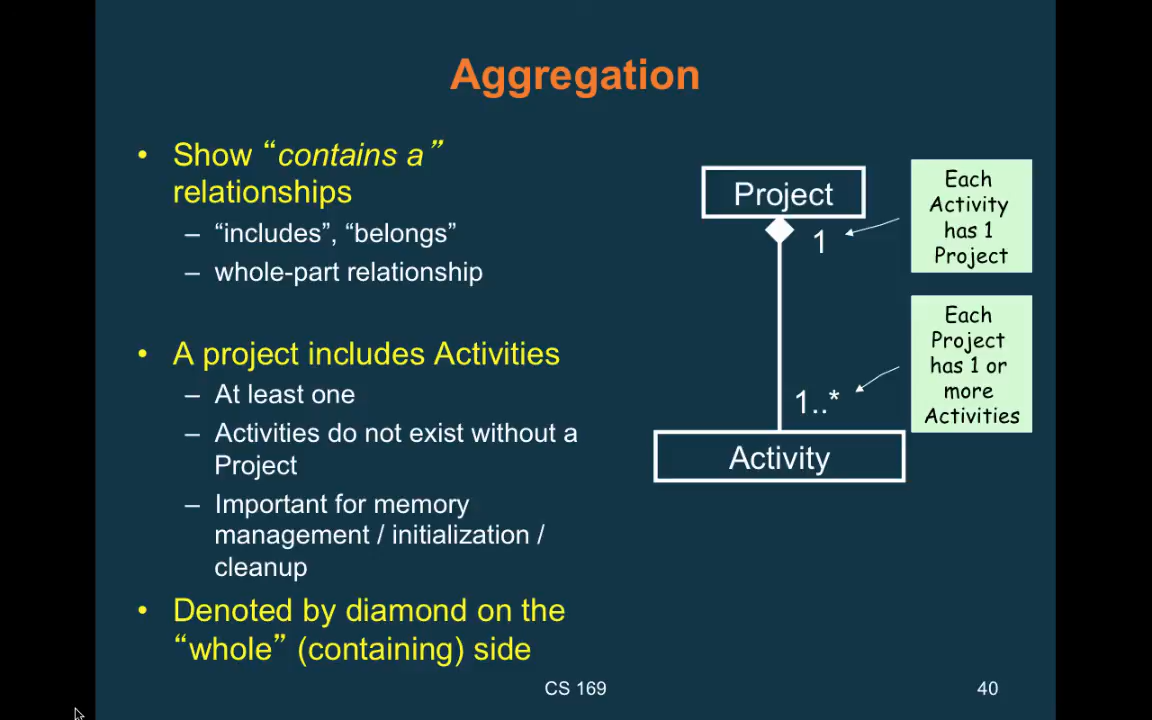 Aggregation
• Show “contains a”
relationships
– “includes”, “belongs”
– whole-part relationship
• A project includes Activities
– At least one
– Activities do not exist without a
Project
– Important for memory
management / initialization /
cleanup
• Denoted by diamond on the
“whole” (containing) side
Project
1
1..*
Activity
Each
Activity
has 1
Project
Each
Project
has 1 or
more
Activities
CS 169
40